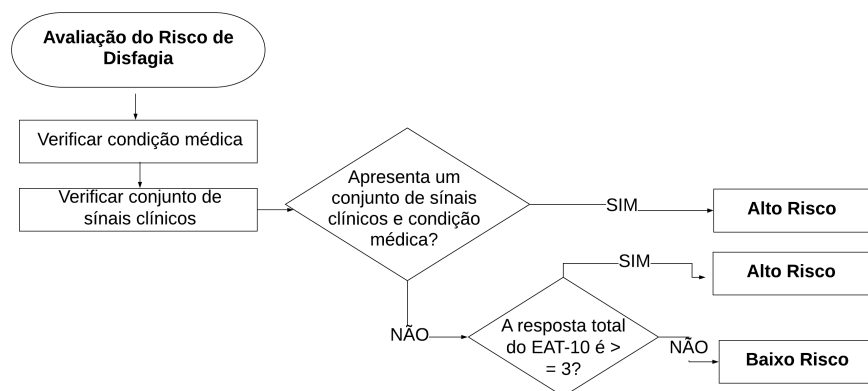 Avaliação do Risco de
Disfagia
Verificar condição médica
Verificar conjunto de
sínais clínicos
Apresenta um
conjunto de sínais
clínicos e condição
médica?
SIM
Alto Risco
SIM
Alto Risco
NÃO
A resposta total
do EAT-10 é >
= 3?
NÃO
Baixo Risco